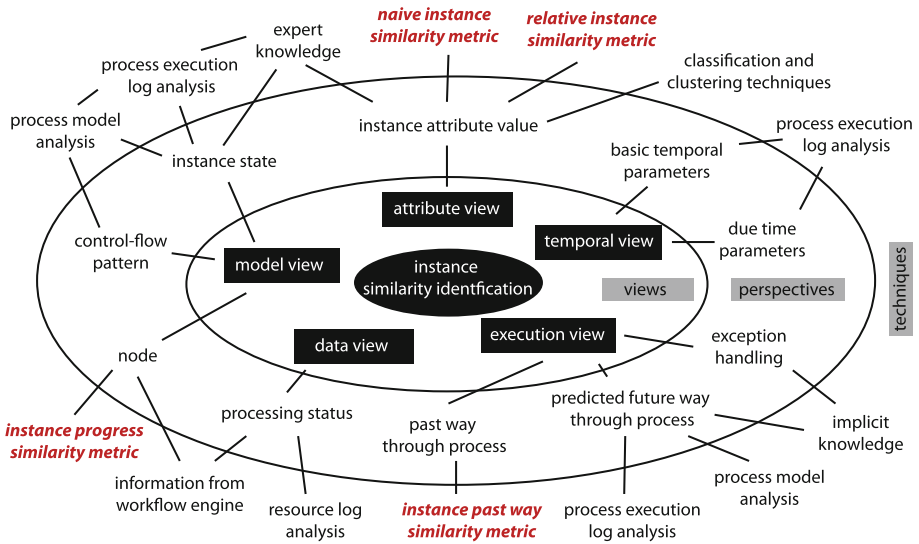 naive instance
similarity metric
relative instance
similarity metric
expert
knowledge
process execution
log analysis
classification and
clustering techniques
process model
analysis
instance attribute value
process execution
log analysis
instance state
basic temporal
parameters
attribute view
control-flow
pattern
temporal view
due time
parameters
model view
instance
similarity identfication
views
perspectives
techniques
data view
execution view
exception
handling
node
processing status
past way
through process
predicted future way
through process
implicit
knowledge
instance progress
similarity metric
information from
workflow engine
resource log
analysis
instance past way
similarity metric
process execution
log analysis
process model
analysis